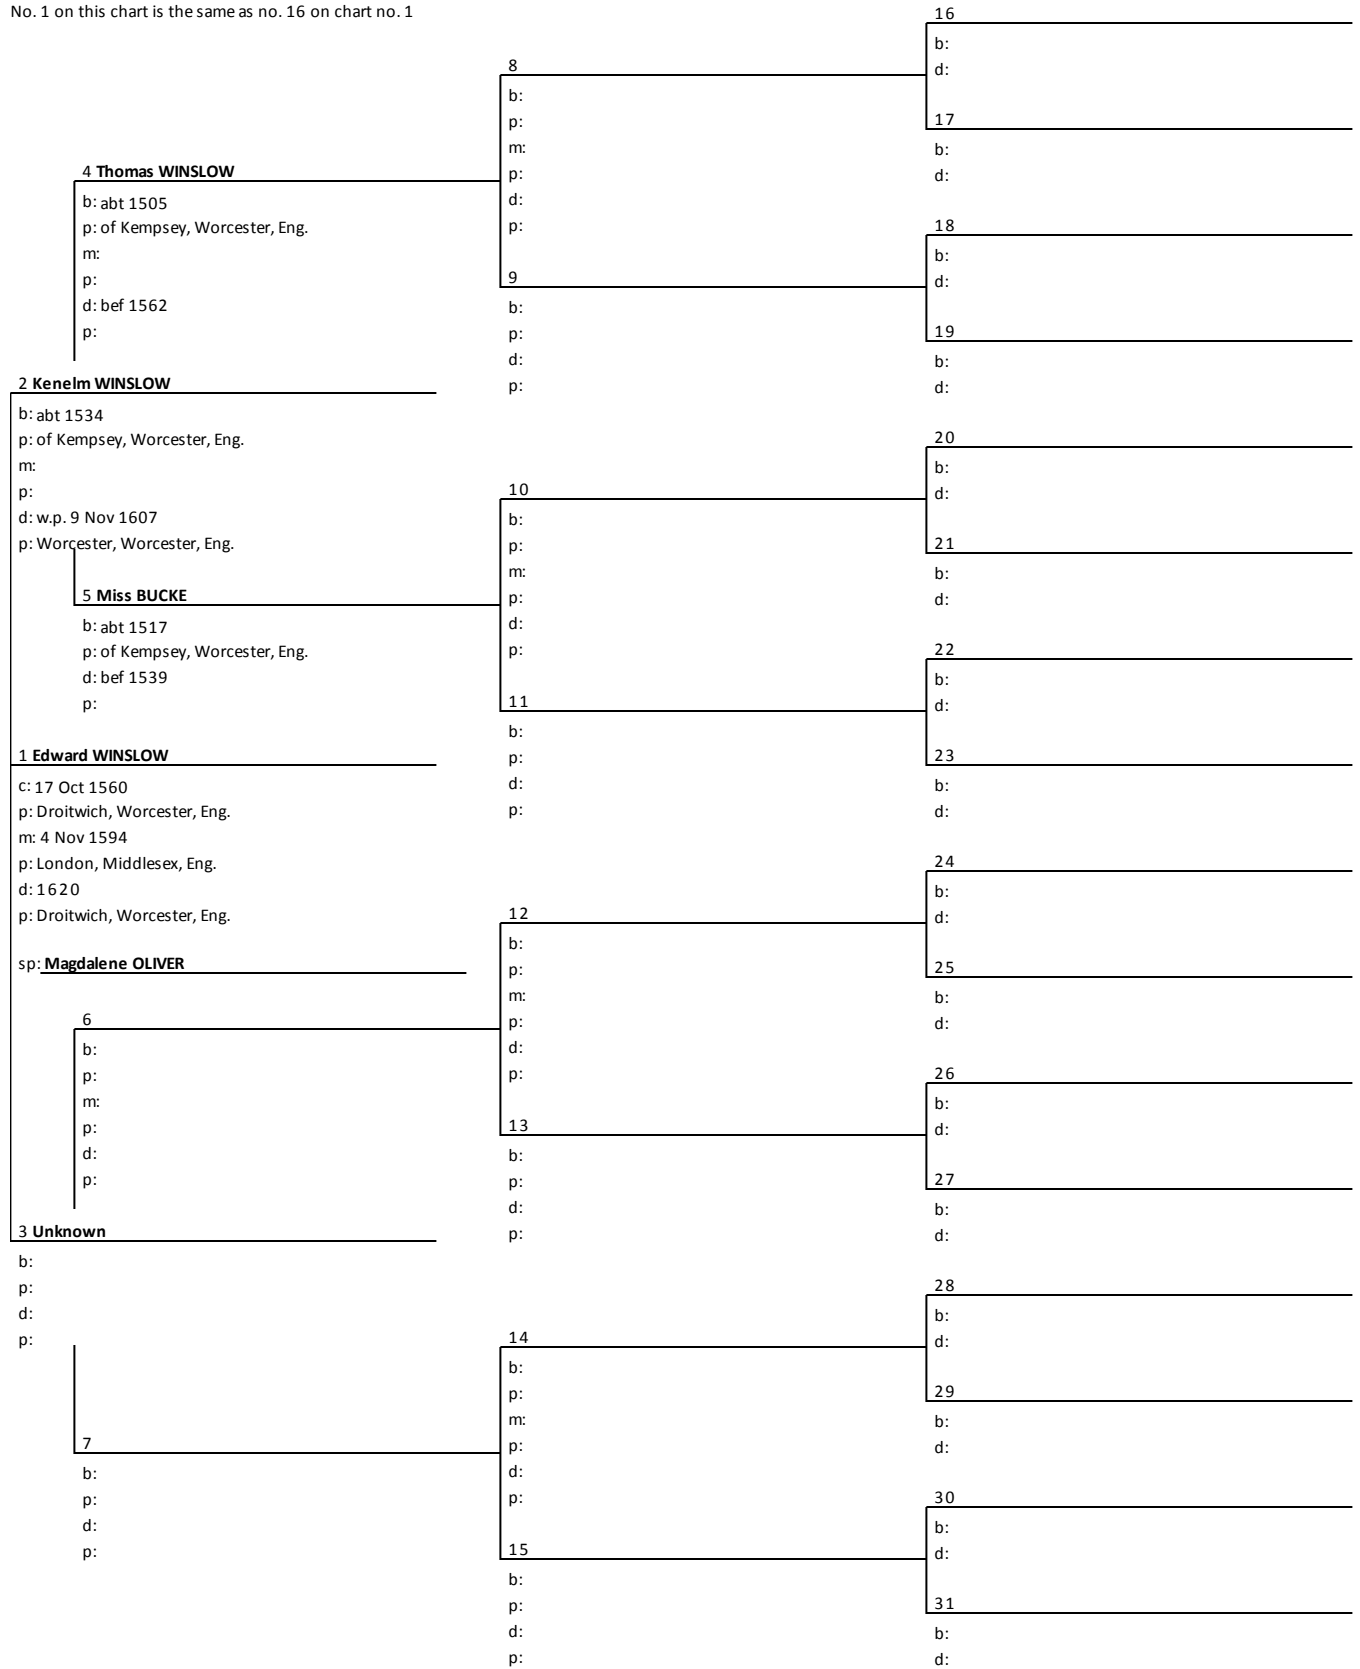 No. 1 on this chart is the same as no. 16 on chart no. 1
16
b:
d:
8
b:
p:
m:
p:
d:
p:
17
b:
d:
4 Thomas WINSLOW
b: abt 1505
p: of Kempsey, Worcester, Eng.
m:
p:
d: bef 1562
p:
18
b:
d:
9
b:
p:
d:
p:
19
b:
d:
2 Kenelm WINSLOW
b: abt 1534
p: of Kempsey, Worcester, Eng.
m:
p:
d: w.p. 9 Nov 1607
p: Worcester, Worcester, Eng.
20
b:
d:
10
b:
p:
m:
p:
d:
p:
21
b:
d:
5 Miss BUCKE
b: abt 1517
p: of Kempsey, Worcester, Eng.
d: bef 1539
p:
22
b:
d:
11
b:
p:
d:
p:
23
b:
d:
1 Edward WINSLOW
c: 17 Oct 1560
p: Droitwich, Worcester, Eng.
m: 4 Nov 1594
p: London, Middlesex, Eng.
d: 1620
p: Droitwich, Worcester, Eng.
sp: Magdalene OLIVER
24
b:
d:
12
b:
p:
m:
p:
d:
p:
25
b:
d:
6
b:
p:
m:
p:
d:
p:
26
b:
d:
13
b:
p:
d:
p:
27
b:
d:
3 Unknown
b:
p:
d:
p:
28
b:
d:
14
b:
p:
m:
p:
d:
p:
29
b:
d:
7
b:
p:
d:
p:
30
b:
d:
15
b:
p:
d:
p:
31
b:
d: